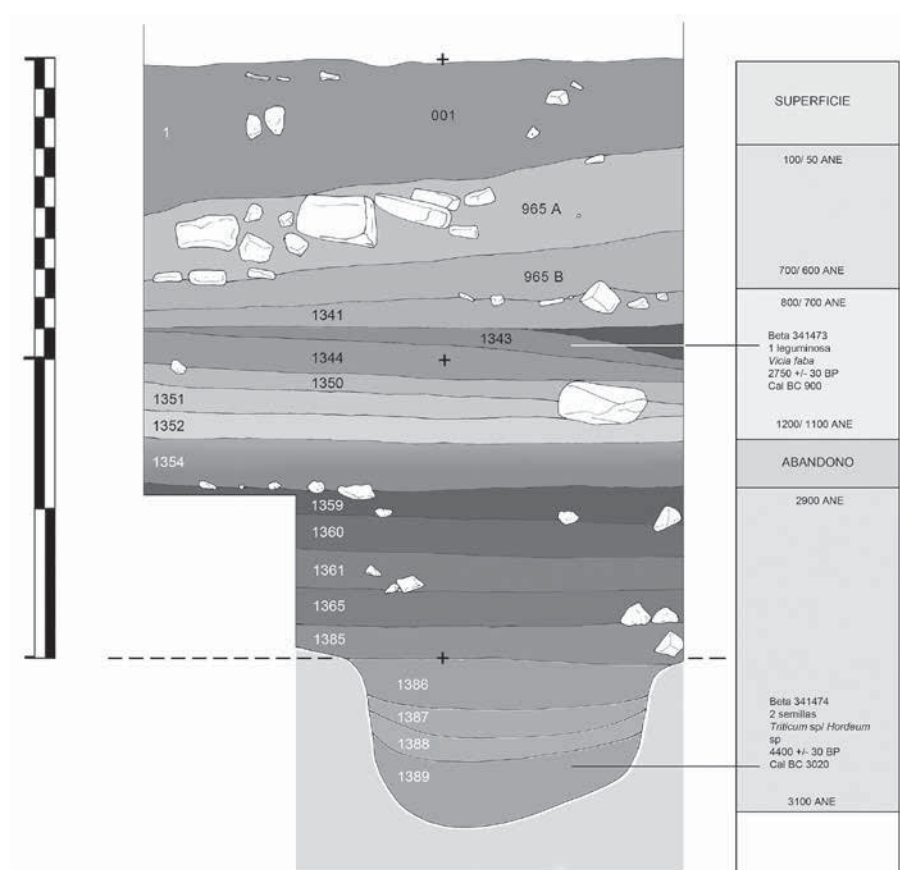 1
001
965 A
965 B
1341
1343
1344
1350
1351
1352
1354
1359
1360
1361
1365
1385
1386
1387
1388
1389
SUPERFICIE
100/ 50 ANE
700/ 600 ANE
800/ 700 ANE
Beta 341473
1 leguminosa
Vicia faba
2750 +/- 30 BP
Cal BC 900
1200/ 1100 ANE
ABANDONO
2900 ANE
Beta 341474
2 semillas
Triticum sp/ Hordeum
sp
4400 +/- 30 BP
Cal BC 3020
3100 ANE